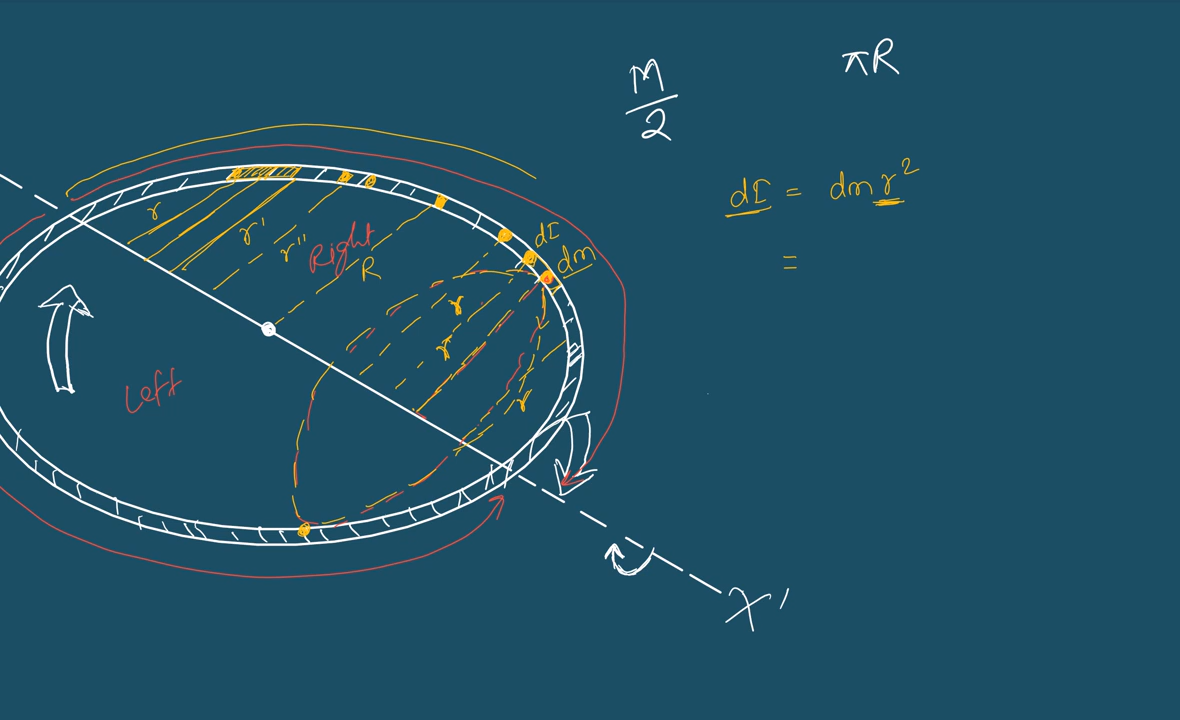 M
2
πR
dI = dm r²
=
r
r'
r''
Right
R
dI
dm
r
r
r
Left
X'